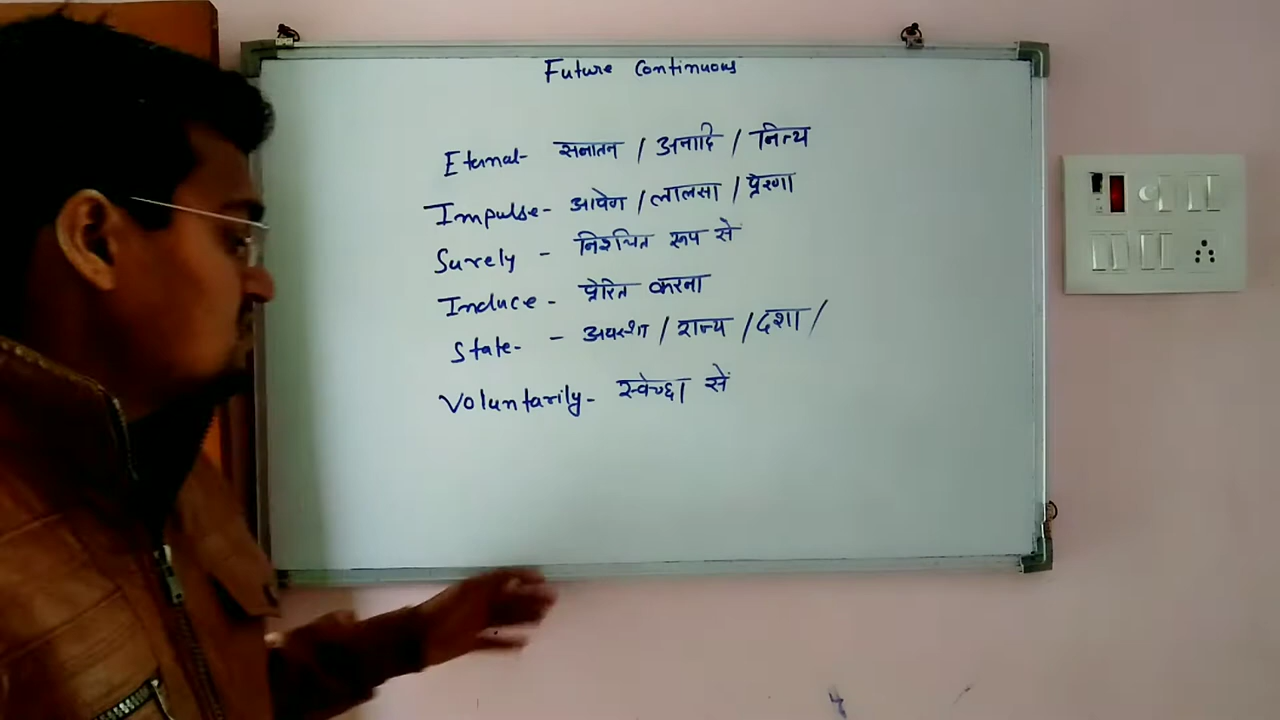 Future Continuous
Eternal- सनातन / अनादि / नित्य
Impulse- आवेग / लालसा / प्रेरणा
Surely - निश्चित रूप से
Induce- प्रेरित करना
State- - अवस्था / राज्य / दशा /
Voluntarily- स्वेच्छा सें